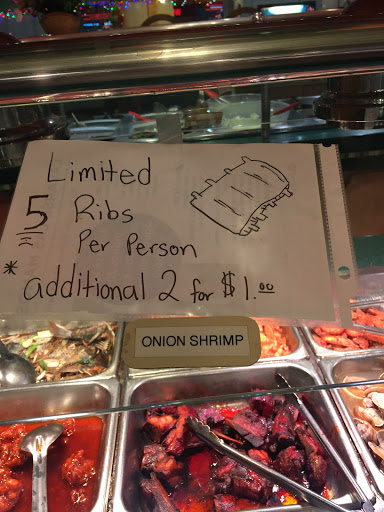 Limited
5 Ribs
Per Person
* additional 2 for $1.00
ONION SHRIMP